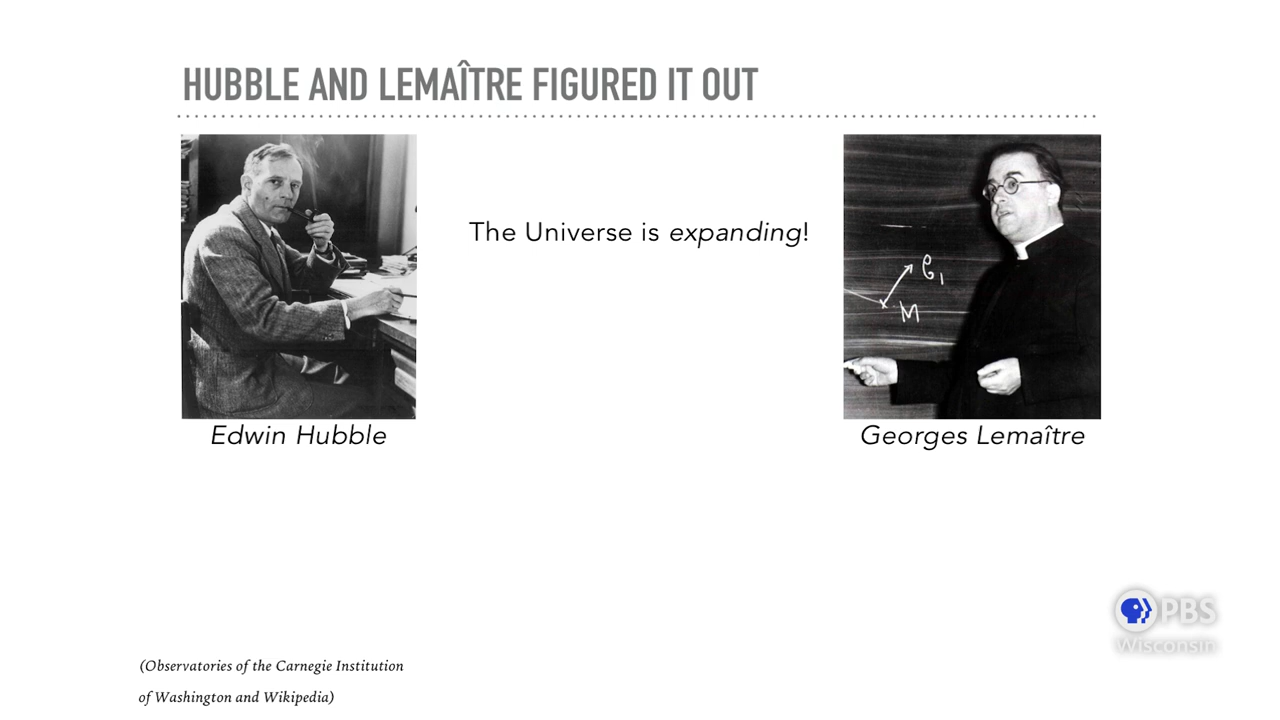 HUBBLE AND LEMAÎTRE FIGURED IT OUT
The Universe is expanding!
e₁
M
Edwin Hubble
Georges Lemaître
PBS
Wisconsin
(Observatories of the Carnegie Institution
of Washington and Wikipedia)